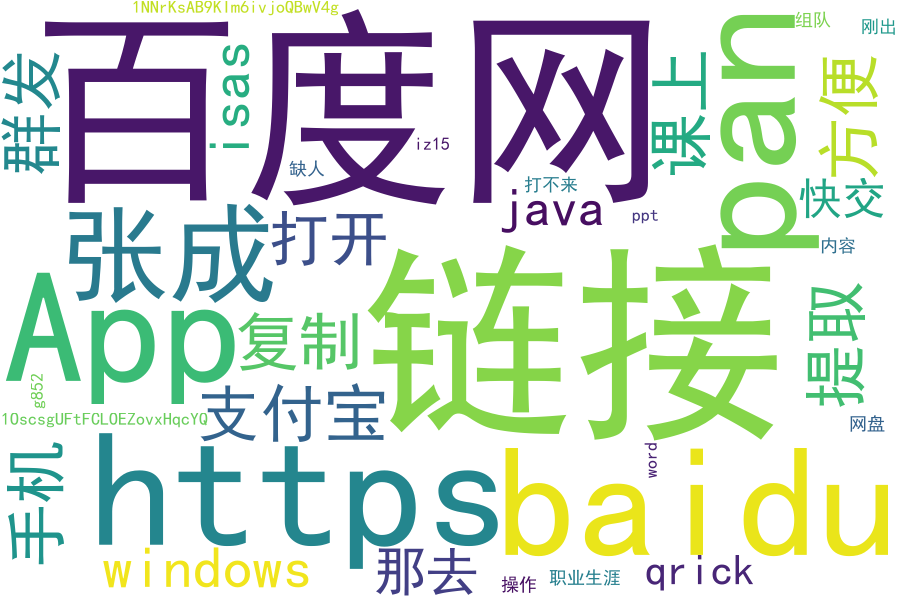 1NNrKsAB9KIm6ivjoQBwV4g
组队
刚出
百度网
pan
群发
isas
课上
方便
iz15
缺人
打不来
快交
java
ppt
张成
打开
内容
链接
App
复制
提取
g852
支付宝
1OscsgUFtFCLOEZovxHqcYQ
网盘
手机
https
baidu
word
windows
那去
操作
职业生涯
qrick